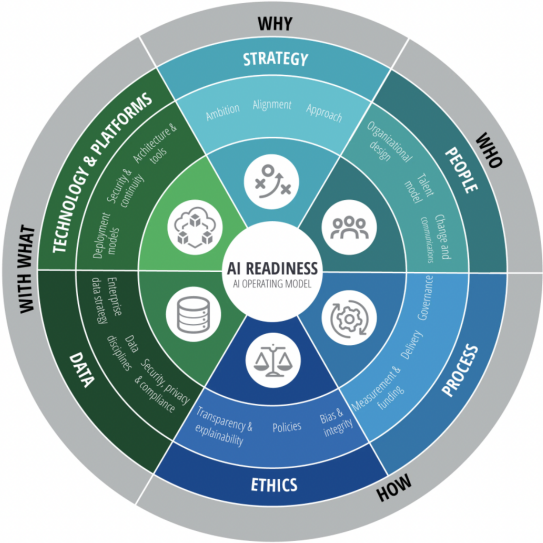 WHY
STRATEGY
Ambition
Alignment
Approach
WHO
PEOPLE
Organizational
design
Talent
model
Change and
communications
HOW
PROCESS
Governance
Delivery
Measurement &
funding
ETHICS
Bias &
integrity
Policies
Transparency &
explainability
WITH WHAT
DATA
Enterprise
data strategy
Data
disciplines
Security, privacy
& compliance
TECHNOLOGY & PLATFORMS
Architecture &
tools
Security &
continuity
Deployment
models
AI READINESS
AI OPERATING MODEL